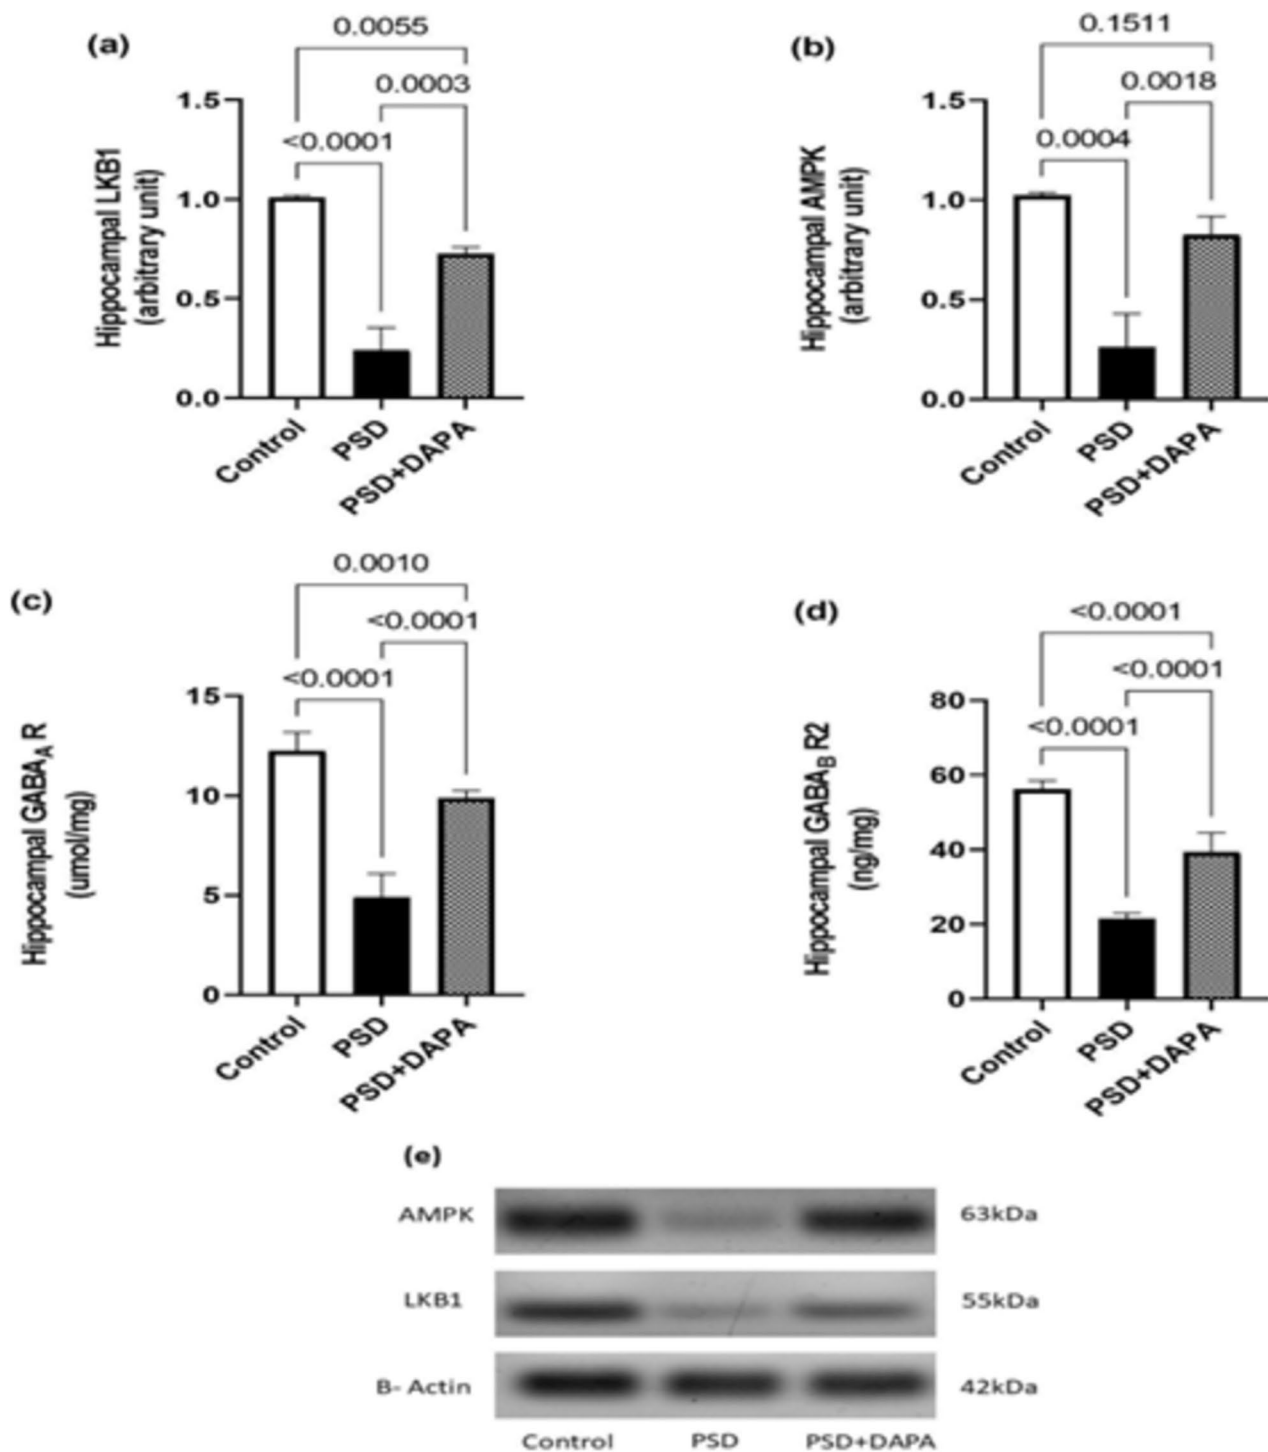 (a)
0.0055
0.0003
<0.0001
1.5
1.0
0.5
0.0
Hippocampal LKB1
(arbitrary unit)
Control
PSD
PSD+DAPA
(b)
0.1511
0.0018
0.0004
1.5
1.0
0.5
0.0
Hippocampal AMPK
(arbitrary unit)
Control
PSD
PSD+DAPA
(c)
0.0010
<0.0001
<0.0001
15
10
5
0
Hippocampal GABAA R
(umol/mg)
Control
PSD
PSD+DAPA
(d)
<0.0001
<0.0001
<0.0001
80
60
40
20
0
Hippocampal GABAB R2
(ng/mg)
Control
PSD
PSD+DAPA
(e)
AMPK 63kDa
LKB1 55kDa
B- Actin 42kDa
Control PSD PSD+DAPA